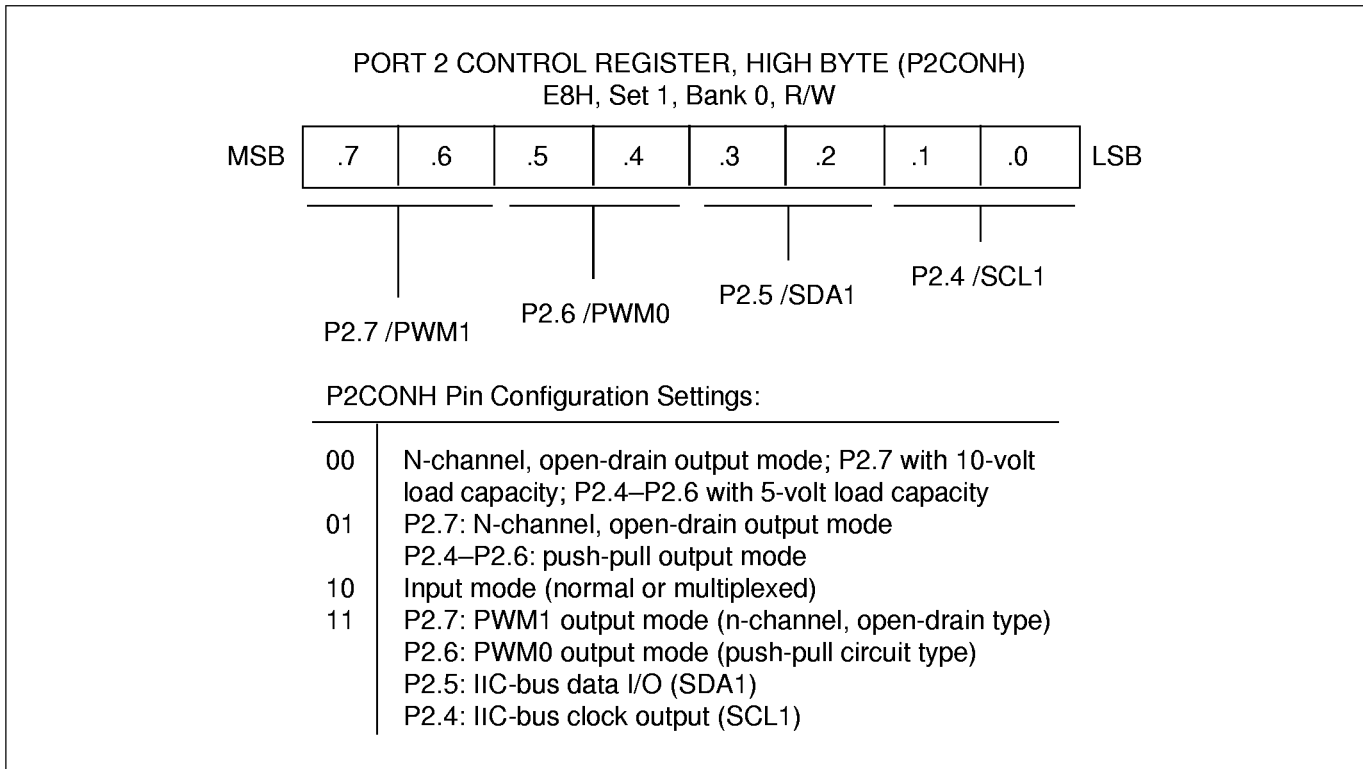 PORT 2 CONTROL REGISTER, HIGH BYTE (P2CONH)
E8H, Set 1, Bank 0, R/W
MSB .7 .6 .5 .4 .3 .2 .1 .0 LSB
P2.7 /PWM1
P2.6 /PWM0
P2.5 /SDA1
P2.4 /SCL1
P2CONH Pin Configuration Settings:
00 N-channel, open-drain output mode; P2.7 with 10-volt
load capacity; P2.4–P2.6 with 5-volt load capacity
01 P2.7: N-channel, open-drain output mode
P2.4–P2.6: push-pull output mode
10 Input mode (normal or multiplexed)
11 P2.7: PWM1 output mode (n-channel, open-drain type)
P2.6: PWM0 output mode (push-pull circuit type)
P2.5: IIC-bus data I/O (SDA1)
P2.4: IIC-bus clock output (SCL1)